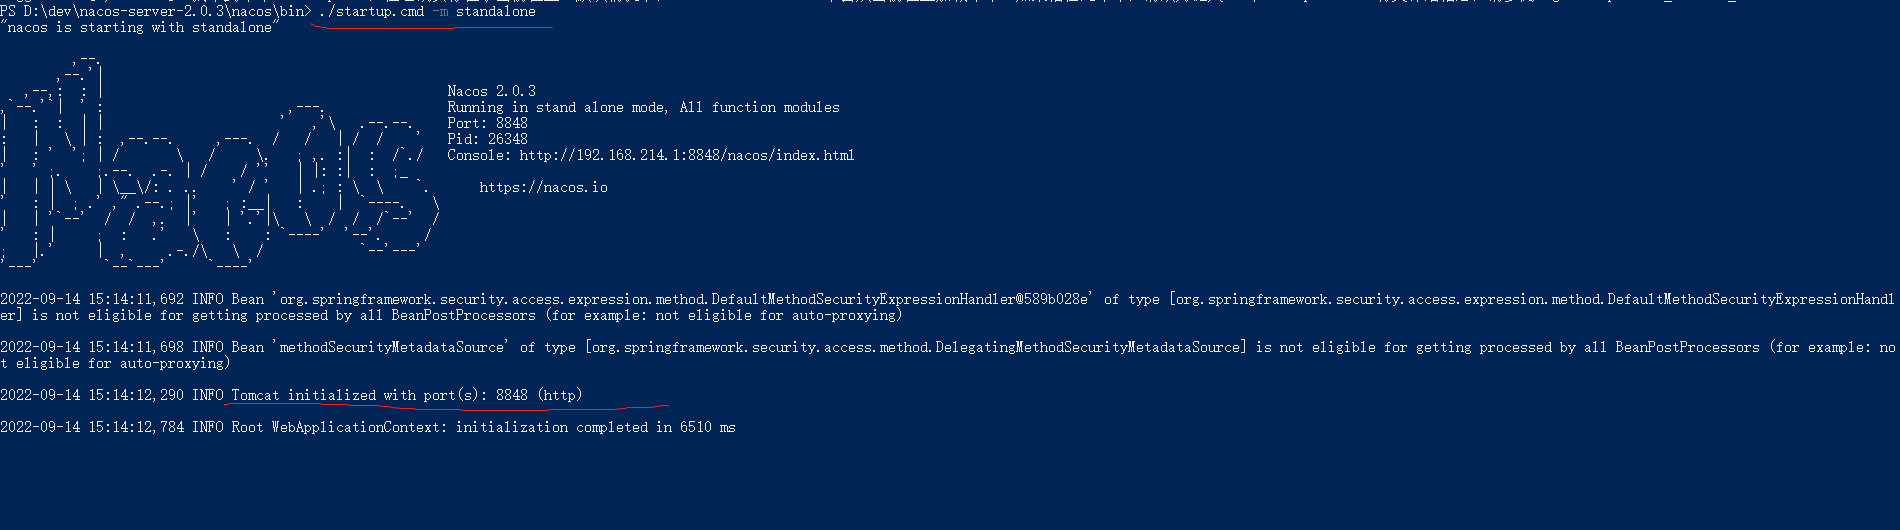 PS D:\dev\nacos-server-2.0.3\nacos\bin> ./startup.cmd -m standalone
"nacos is starting with standalone"
Nacos 2.0.3
Running in stand alone mode, All function modules
Port: 8848
Pid: 26348
Console: http://192.168.214.1:8848/nacos/index.html
https://nacos.io
2022-09-14 15:14:11,692 INFO Bean 'org.springframework.security.access.expression.method.DefaultMethodSecurityExpressionHandler@589b028e' of type [org.springframework.security.access.expression.method.DefaultMethodSecurityExpressionHandl
er] is not eligible for getting processed by all BeanPostProcessors (for example: not eligible for auto-proxying)
2022-09-14 15:14:11,698 INFO Bean 'methodSecurityMetadataSource' of type [org.springframework.security.access.method.DelegatingMethodSecurityMetadataSource] is not eligible for getting processed by all BeanPostProcessors (for example: no
t eligible for auto-proxying)
2022-09-14 15:14:12,290 INFO Tomcat initialized with port(s): 8848 (http)
2022-09-14 15:14:12,784 INFO Root WebApplicationContext: initialization completed in 6510 ms